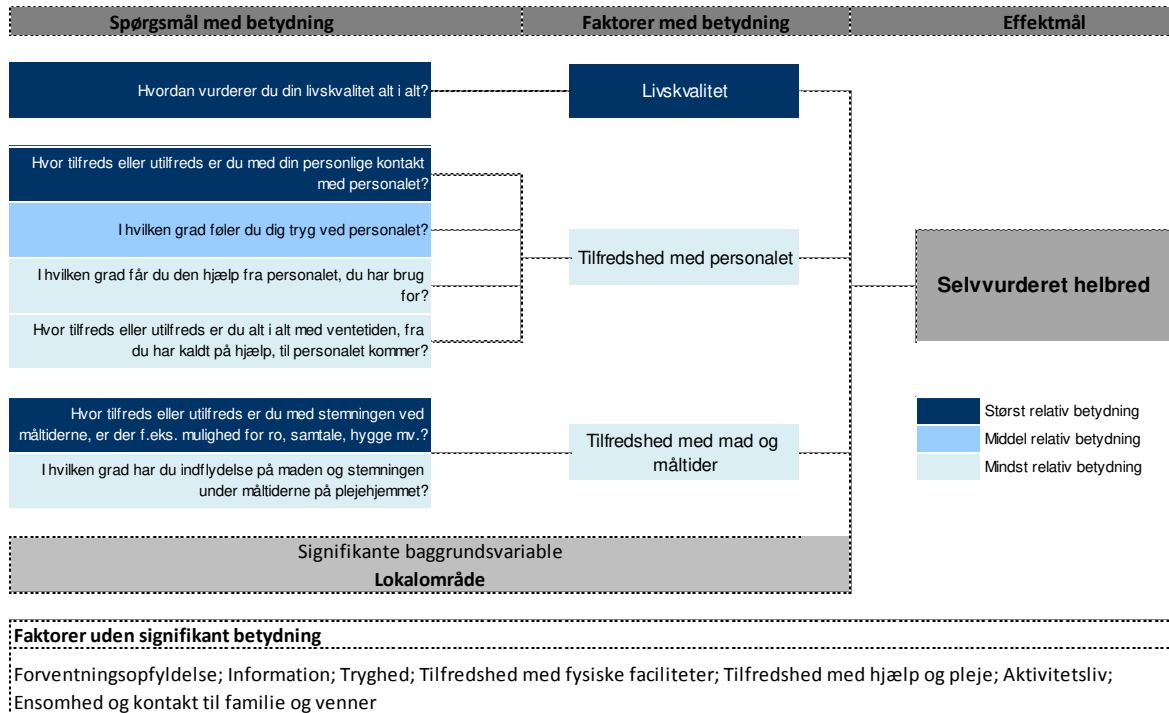 Spørgsmål med betydning
Faktorer med betydning
Effektmål
Hvordan vurderer du din livskvalitet alt i alt?
Livskvalitet
Hvor tilfreds eller utilfreds er du med din personlige kontakt
med personalet?
I hvilken grad føler du dig tryg ved personalet?
I hvilken grad får du den hjælp fra personalet, du har brug
for?
Hvor tilfreds eller utilfreds er du alt i alt med ventetiden, fra
du har kaldt på hjælp, til personalet kommer?
Tilfredshed med personalet
Selvvurderet helbred
Hvor tilfreds eller utilfreds er du med stemningen ved
måltiderne, er der f.eks. mulighed for ro, samtale, hygge mv.?
I hvilken grad har du indflydelse på maden og stemningen
under måltiderne på plejehjemmet?
Tilfredshed med mad og
måltider
Størst relativ betydning
Middel relativ betydning
Mindst relativ betydning
Signifikante baggrundsvariable
Lokalområde
Faktorer uden signifikant betydning
Forventningsopfyldelse; Information; Tryghed; Tilfredshed med fysiske faciliteter; Tilfredshed med hjælp og pleje; Aktivitetsliv;
Ensomhed og kontakt til familie og venner